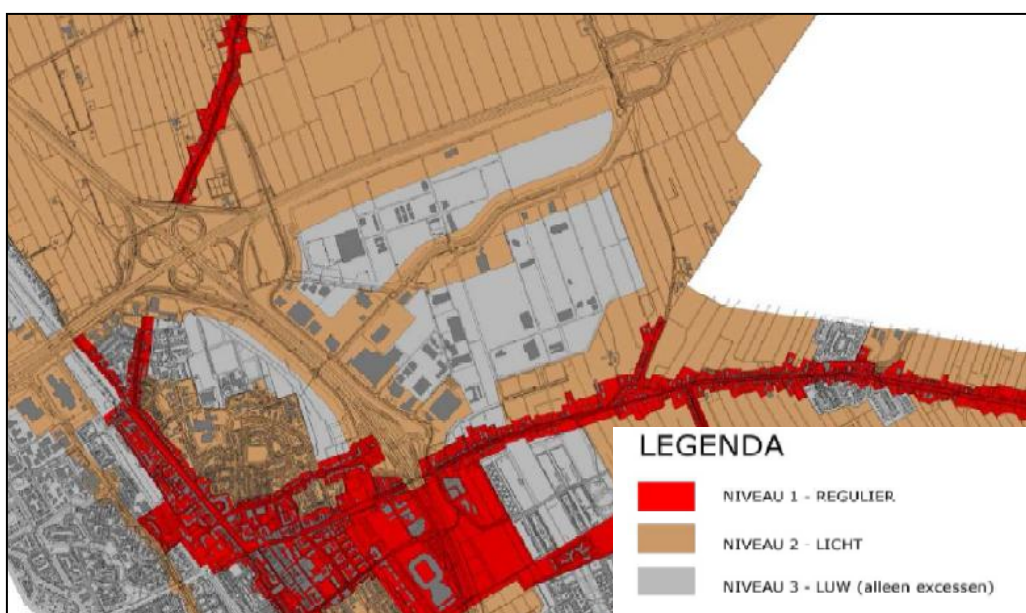 LEGENDA
NIVEAU 1 - REGULIER
NIVEAU 2 - LICHT
NIVEAU 3 - LUW (alleen excessen)